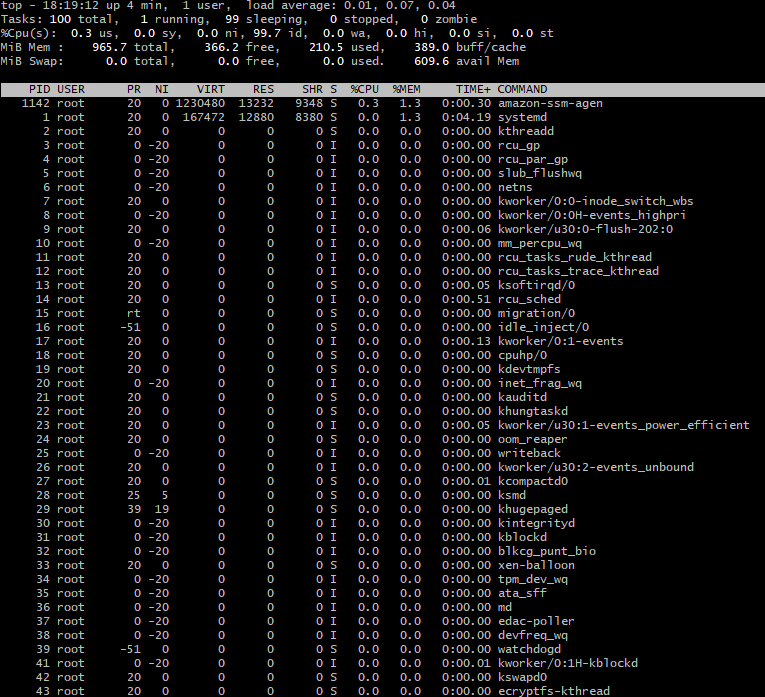 top - 18:19:12 up 4 min,  1 user,  load average: 0.01, 0.07, 0.04
Tasks: 100 total,   1 running,  99 sleeping,   0 stopped,   0 zombie
%Cpu(s):  0.3 us,  0.0 sy,  0.0 ni, 99.7 id,  0.0 wa,  0.0 hi,  0.0 si,  0.0 st
MiB Mem :    965.7 total,    366.2 free,    210.5 used,    389.0 buff/cache
MiB Swap:      0.0 total,      0.0 free,      0.0 used.    609.6 avail Mem
PID USER      PR  NI    VIRT    RES    SHR S  %CPU  %MEM     TIME+ COMMAND
1142 root      20   0 1230480  13232   9348 S   0.3   1.3   0:00.30 amazon-ssm-agen
1 root      20   0  167472  12880   8380 S   0.0   1.3   0:04.19 systemd
2 root      20   0       0      0      0 S   0.0   0.0   0:00.00 kthreadd
3 root       0 -20       0      0      0 I   0.0   0.0   0:00.00 rcu_gp
4 root       0 -20       0      0      0 I   0.0   0.0   0:00.00 rcu_par_gp
5 root       0 -20       0      0      0 I   0.0   0.0   0:00.00 slub_flushwq
6 root       0 -20       0      0      0 I   0.0   0.0   0:00.00 netns
7 root      20   0       0      0      0 I   0.0   0.0   0:00.00 kworker/0:0-inode_switch_wbs
8 root       0 -20       0      0      0 I   0.0   0.0   0:00.00 kworker/0:0H-events_highpri
9 root      20   0       0      0      0 I   0.0   0.0   0:00.06 kworker/u30:0-flush-202:0
10 root       0 -20       0      0      0 I   0.0   0.0   0:00.00 mm_percpu_wq
11 root      20   0       0      0      0 I   0.0   0.0   0:00.00 rcu_tasks_rude_kthread
12 root      20   0       0      0      0 I   0.0   0.0   0:00.00 rcu_tasks_trace_kthread
13 root      20   0       0      0      0 S   0.0   0.0   0:00.05 ksoftirqd/0
14 root      20   0       0      0      0 I   0.0   0.0   0:00.51 rcu_sched
15 root      rt   0       0      0      0 S   0.0   0.0   0:00.00 migration/0
16 root     -51   0       0      0      0 S   0.0   0.0   0:00.00 idle_inject/0
17 root      20   0       0      0      0 I   0.0   0.0   0:00.13 kworker/0:1-events
18 root      20   0       0      0      0 S   0.0   0.0   0:00.00 cpuhp/0
19 root      20   0       0      0      0 S   0.0   0.0   0:00.00 kdevtmpfs
20 root       0 -20       0      0      0 I   0.0   0.0   0:00.00 inet_frag_wq
21 root      20   0       0      0      0 S   0.0   0.0   0:00.00 kauditd
22 root      20   0       0      0      0 S   0.0   0.0   0:00.00 khungtaskd
23 root      20   0       0      0      0 I   0.0   0.0   0:00.05 kworker/u30:1-events_power_efficient
24 root      20   0       0      0      0 S   0.0   0.0   0:00.00 oom_reaper
25 root       0 -20       0      0      0 I   0.0   0.0   0:00.00 writeback
26 root      20   0       0      0      0 I   0.0   0.0   0:00.00 kworker/u30:2-events_unbound
27 root      20   0       0      0      0 S   0.0   0.0   0:00.01 kcompactd0
28 root      25   5       0      0      0 S   0.0   0.0   0:00.00 ksmd
29 root      39  19       0      0      0 S   0.0   0.0   0:00.00 khugepaged
30 root       0 -20       0      0      0 I   0.0   0.0   0:00.00 kintegrityd
31 root       0 -20       0      0      0 I   0.0   0.0   0:00.00 kblockd
32 root       0 -20       0      0      0 I   0.0   0.0   0:00.00 blkcg_punt_bio
33 root      20   0       0      0      0 S   0.0   0.0   0:00.00 xen-balloon
34 root       0 -20       0      0      0 I   0.0   0.0   0:00.00 tpm_dev_wq
35 root       0 -20       0      0      0 I   0.0   0.0   0:00.00 ata_sff
36 root       0 -20       0      0      0 I   0.0   0.0   0:00.00 md
37 root       0 -20       0      0      0 I   0.0   0.0   0:00.00 edac-poller
38 root       0 -20       0      0      0 I   0.0   0.0   0:00.00 devfreq_wq
39 root     -51   0       0      0      0 S   0.0   0.0   0:00.00 watchdogd
41 root       0 -20       0      0      0 I   0.0   0.0   0:00.01 kworker/0:1H-kblockd
42 root      20   0       0      0      0 S   0.0   0.0   0:00.00 kswapd0
43 root      20   0       0      0      0 S   0.0   0.0   0:00.00 ecryptfs-kthread